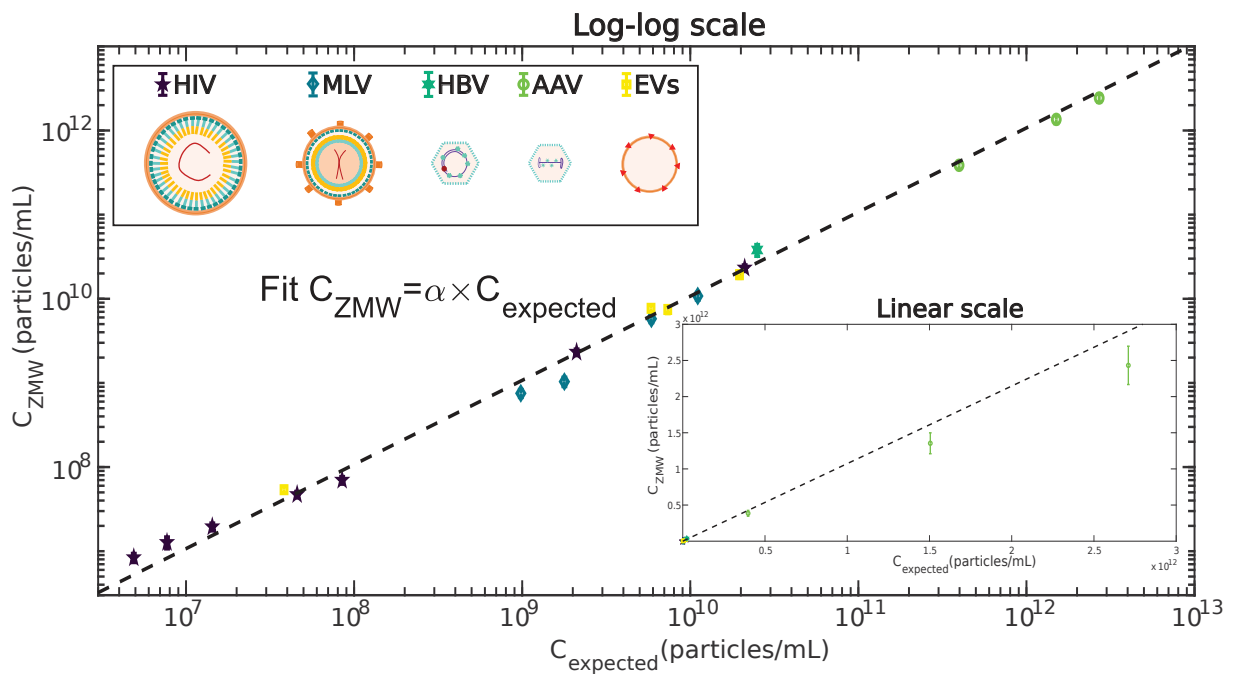 Log-log scale
HIV MLV HBV AAV EVs
10^12
10^10
10^8
C_ZMW(particles/mL)
Fit C_ZMW=α×C_expected
Linear scale
x10^12
3
2.5
2
1.5
1
0.5
C_ZMW(particles/mL)
0.5 1 1.5 2 2.5 3
C_expected(particles/mL)
x10^12
10^7 10^8 10^9 10^10 10^11 10^12 10^13
C_expected(particles/mL)